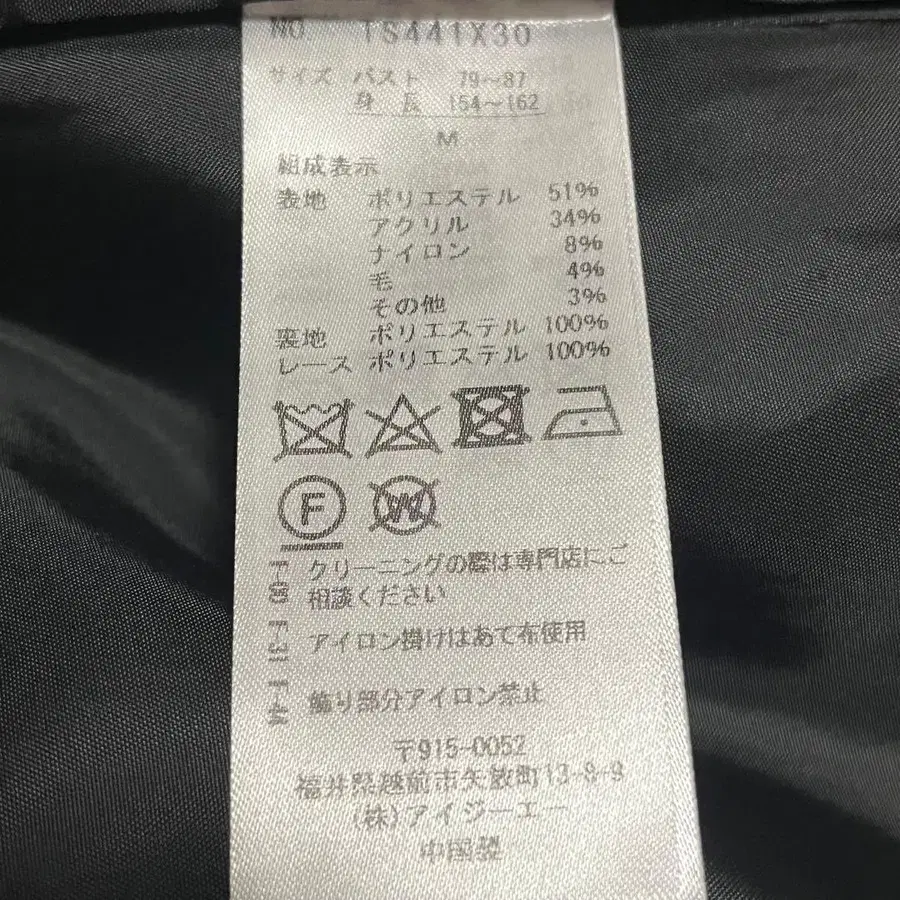 NO TS441X30
サイズ バスト 79～87
身長 154～162
M
組成表示
表地 ポリエステル 51%
アクリル 34%
ナイロン 8%
毛 4%
その他 3%
裏地 ポリエステル 100%
レース ポリエステル 100%
F
W
クリーニングの際は専門店にご
相談ください
アイロン掛けはあて布使用
飾り部分アイロン禁止
〒915-0052
福井県越前市矢放町13-8-9
(株)アイジーエー
中国製